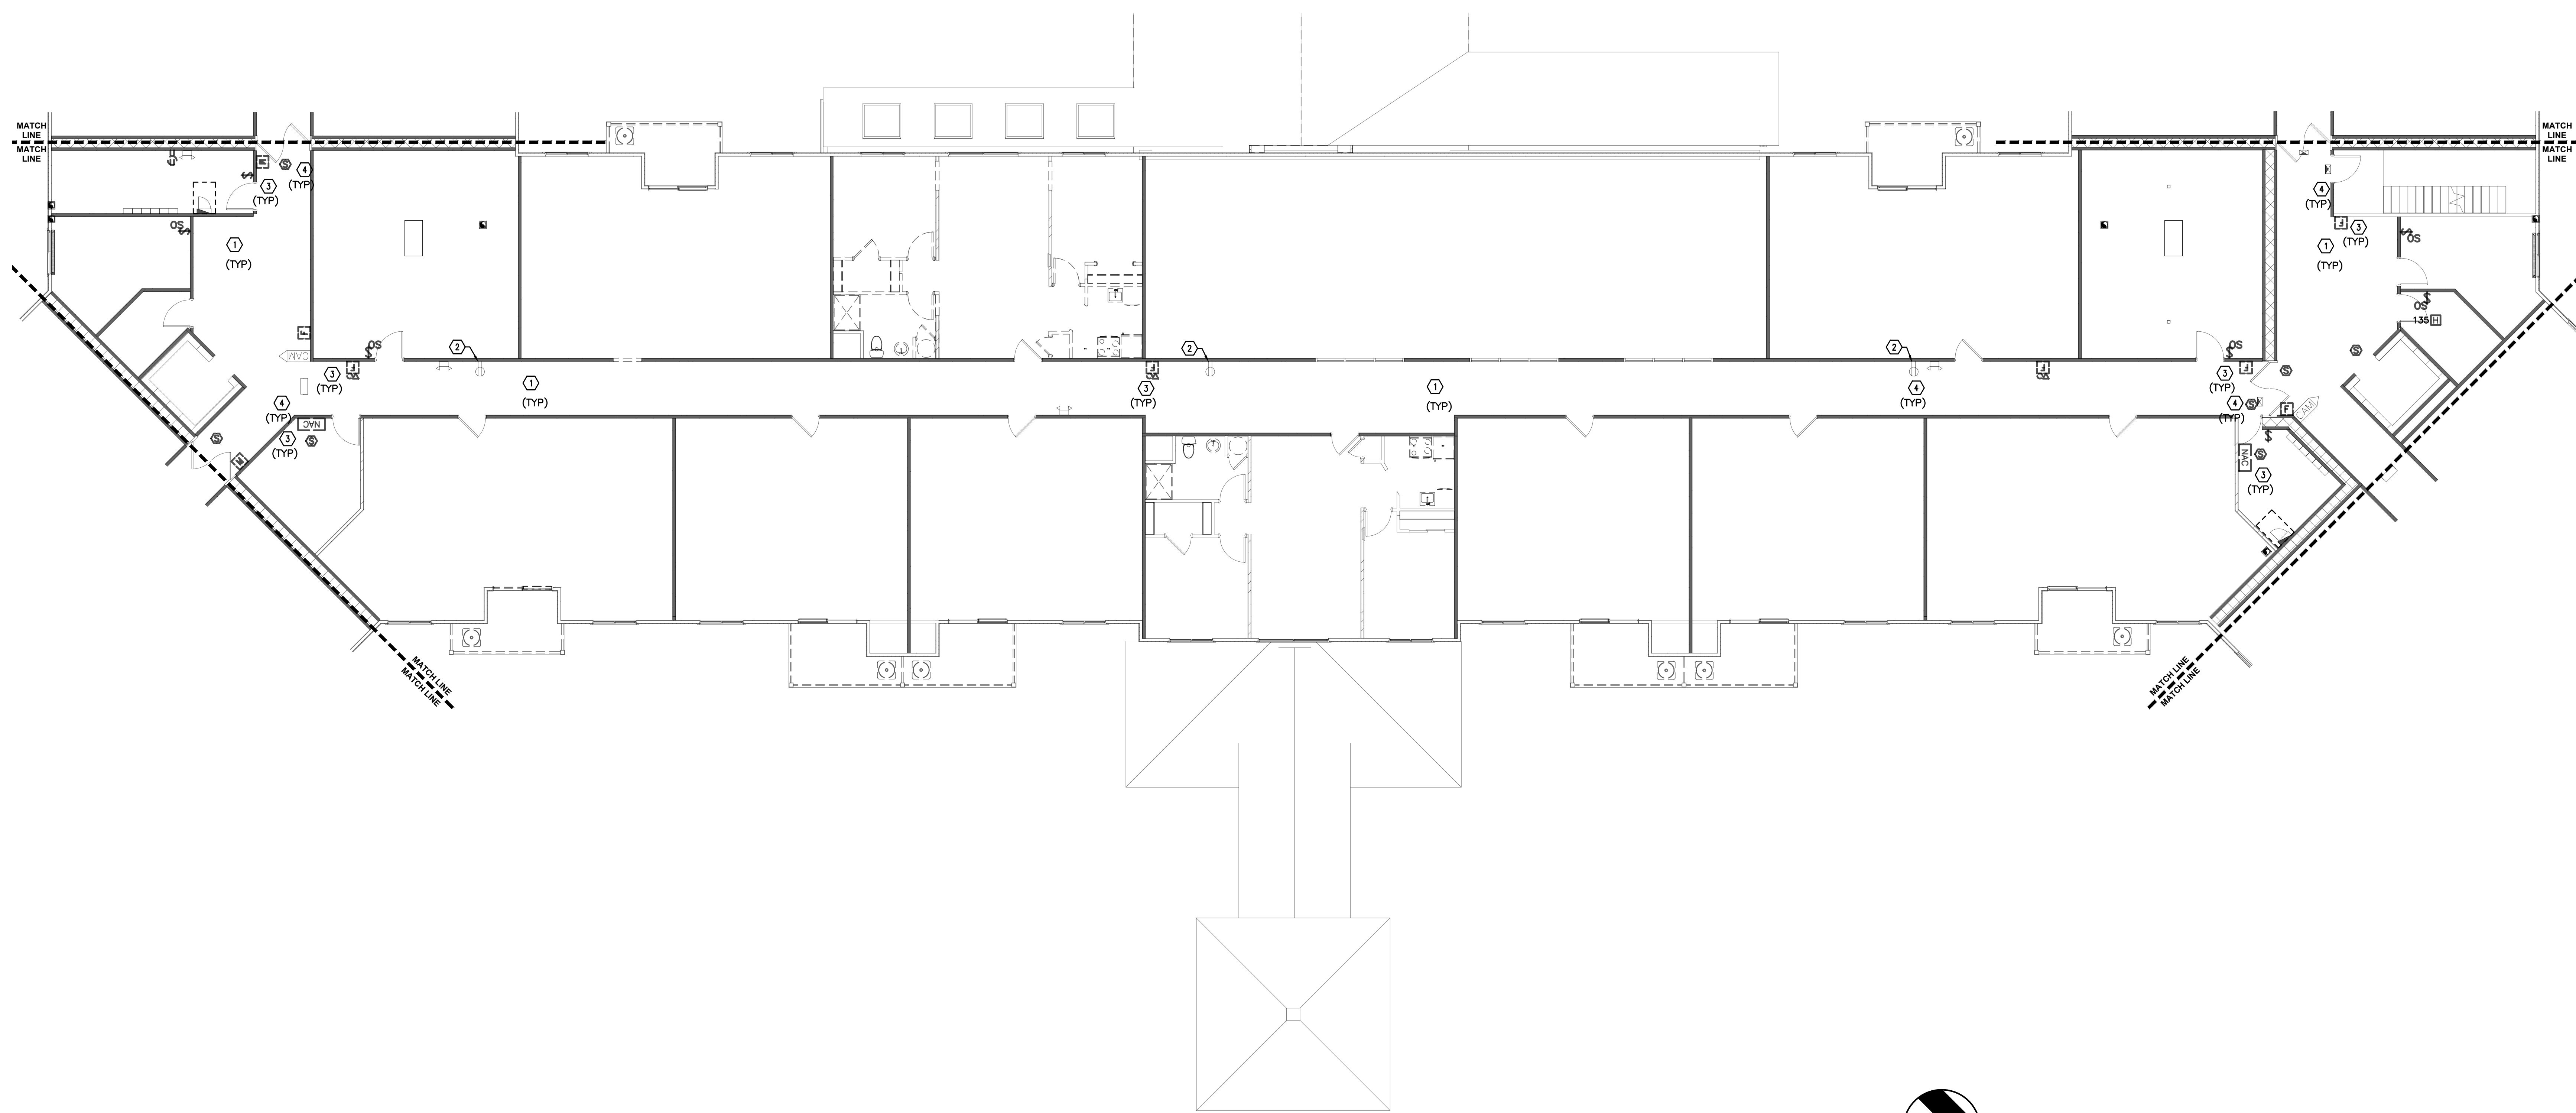 MATCH
LINE
MATCH
LINE
MATCH
LINE
MATCH
LINE
F
S
4
(TYP)
3
(TYP)
$
4
(TYP)
OS
$
1
(TYP)
F
3
(TYP)
$
OS
1
(TYP)
$
OS
135 H
F
CAM
OS
$
2
2
2
OS
$
S
3
(TYP)
F
1
(TYP)
F
3
(TYP)
1
(TYP)
4
(TYP)
F
3
(TYP)
F
S
4
(TYP)
NAC
S
3
(TYP)
S
4
(TYP)
S
F
CAM
$
NAC
S
3
(TYP)
MATCH LINE
MATCH LINE
MATCH LINE
MATCH LINE